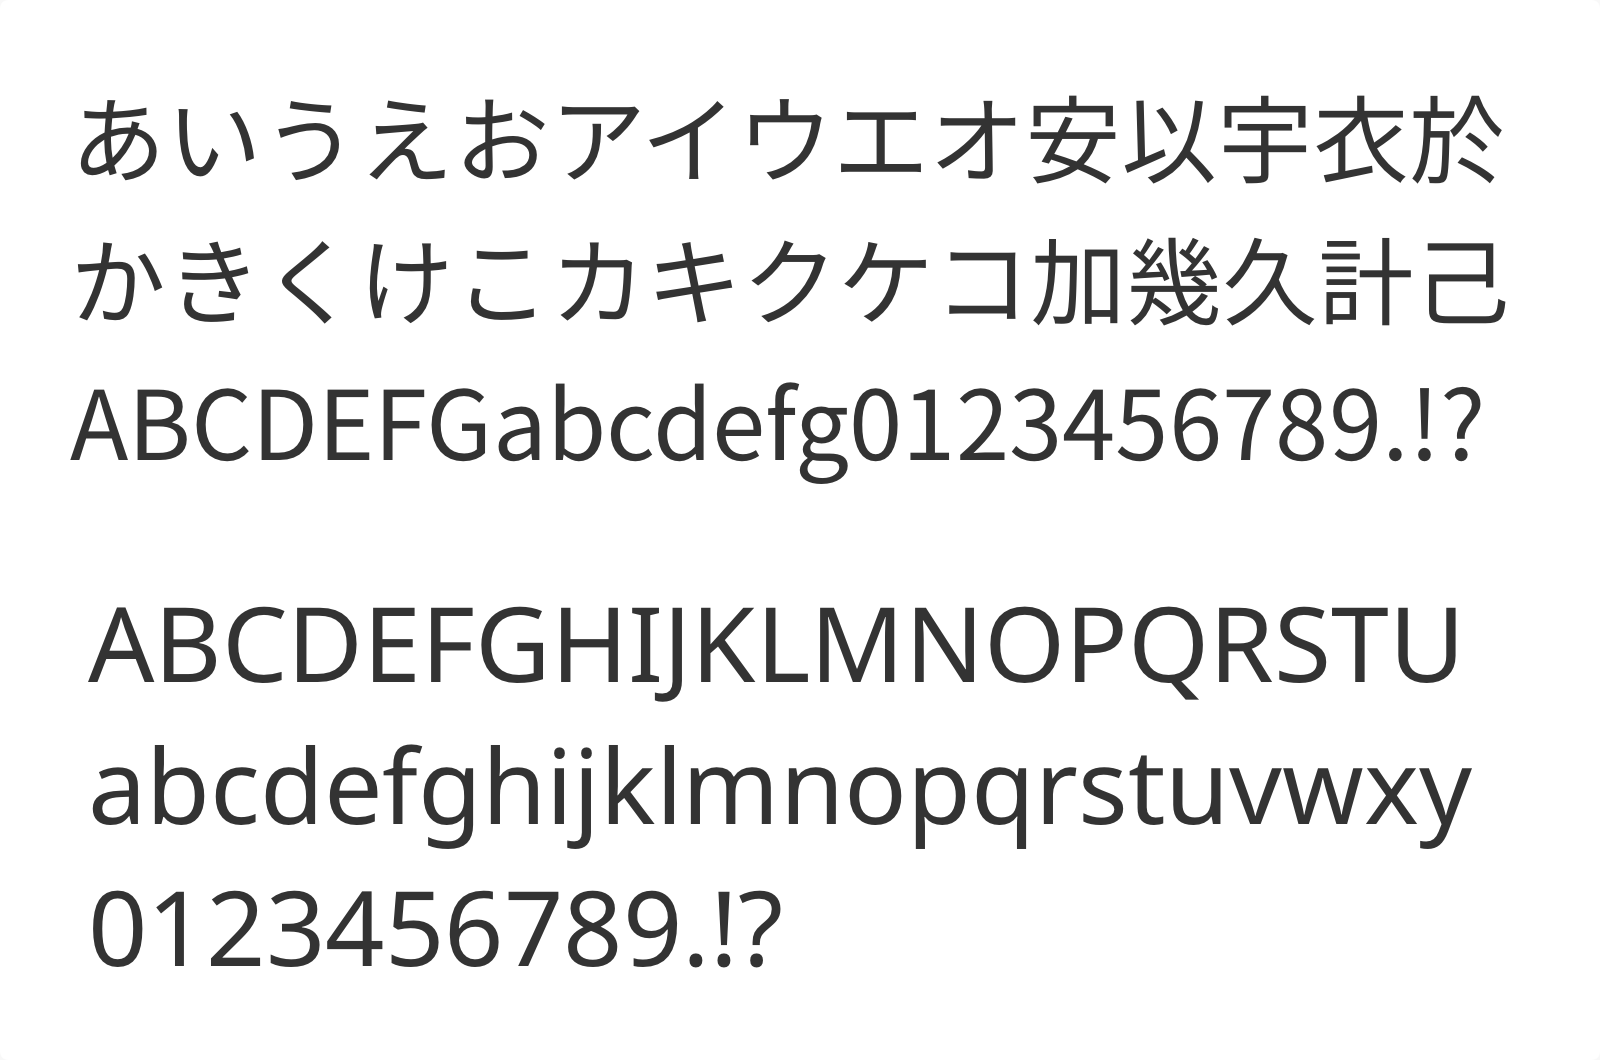 あいうえおアイウエオ安以宇衣於
かきくけこカキクケコ加幾久計己
ABCDEFGabcdefg0123456789.!?
ABCDEFGHIJKLMNOPQRSTU
abcdefghijklmnopqrstuvwxy
0123456789.!?